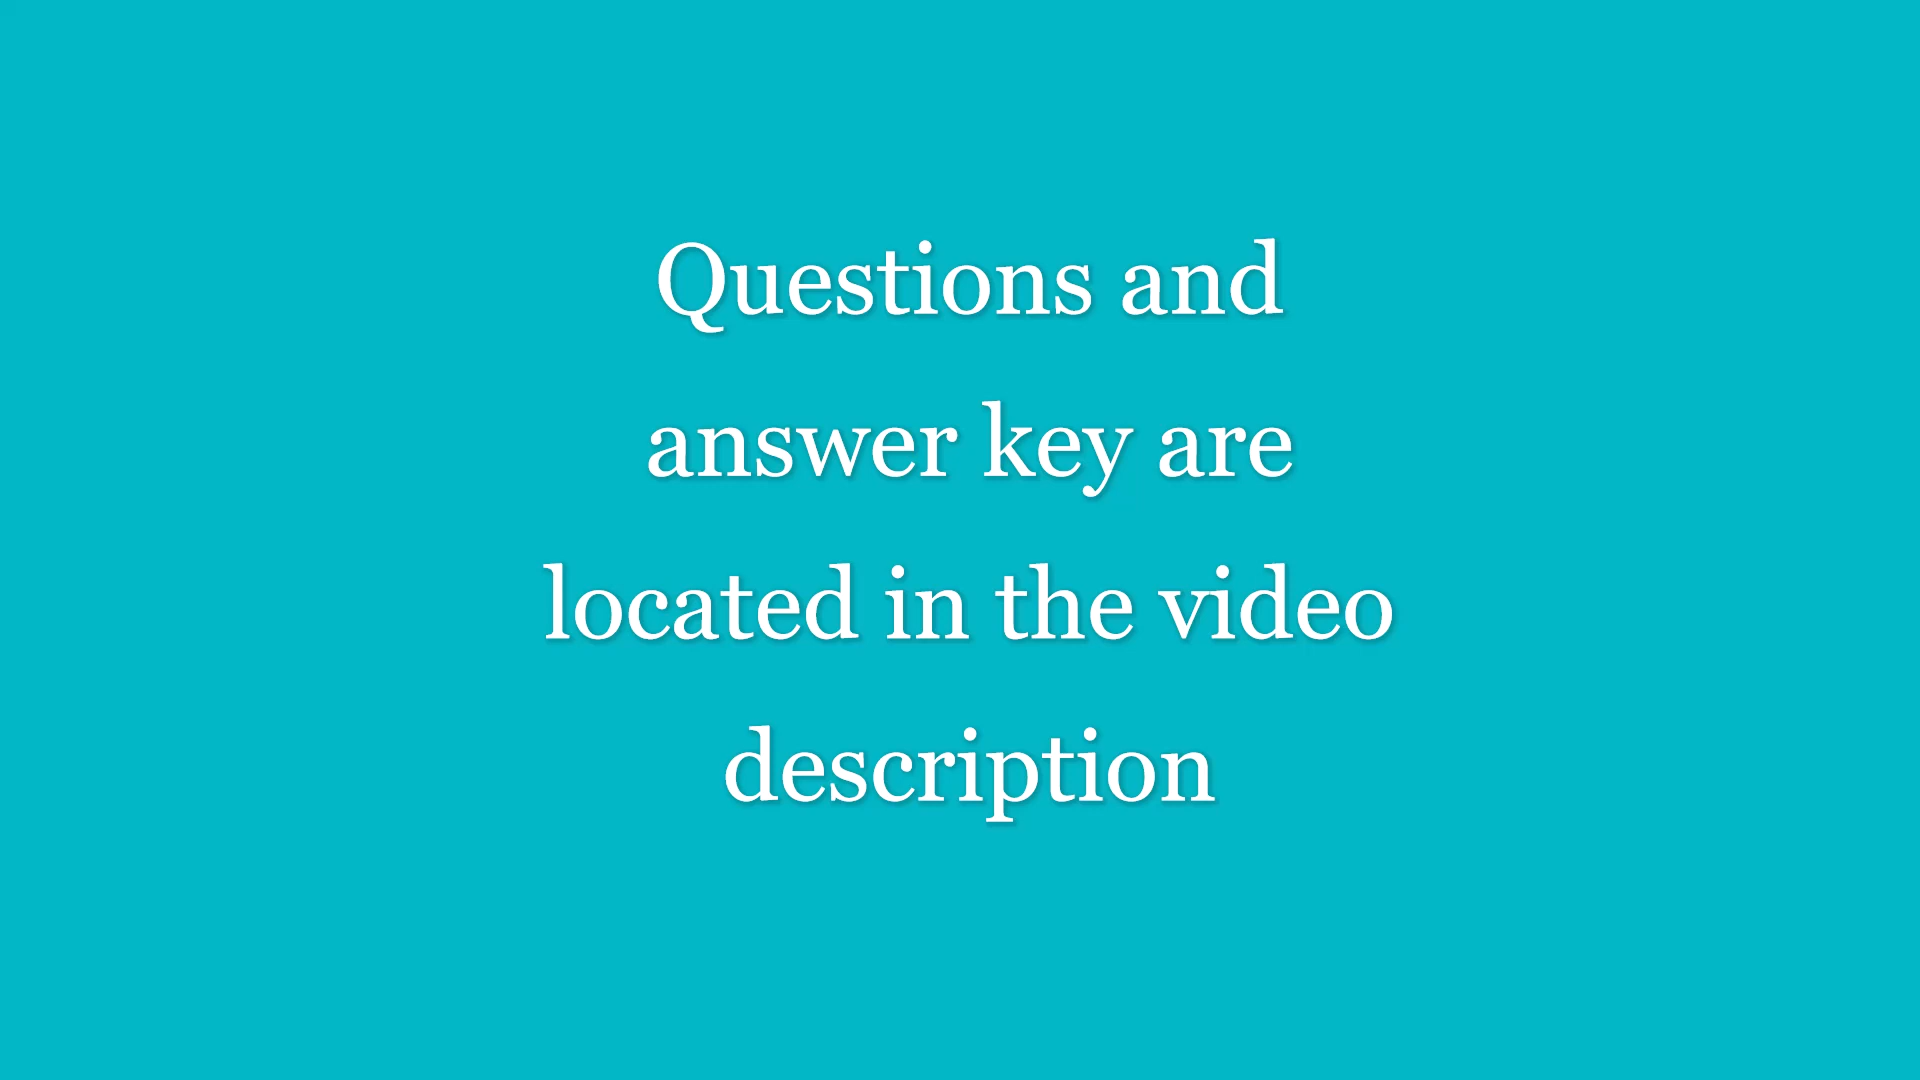 Questions and
answer key are
located in the video
description